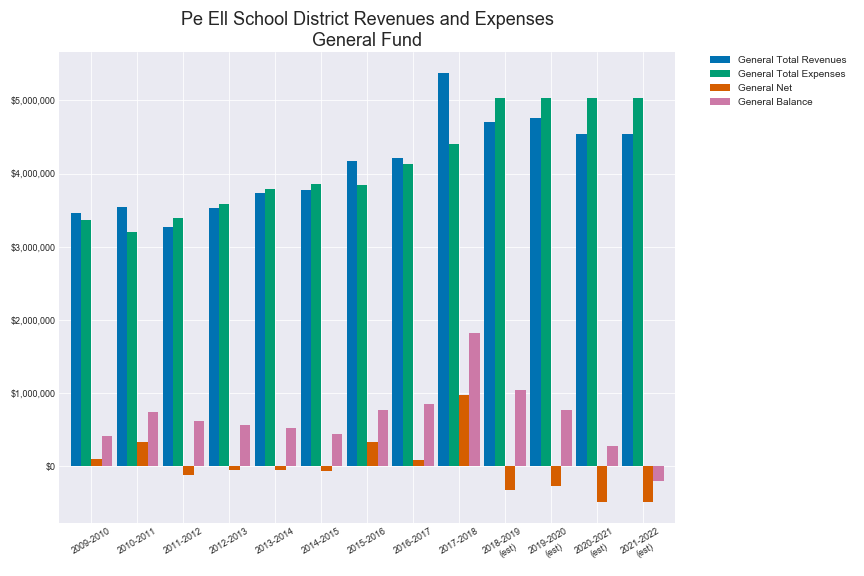 Pe Ell School District Revenues and Expenses
General Fund
General Total Revenues
General Total Expenses
General Net
General Balance
$5,000,000
$4,000,000
$3,000,000
$2,000,000
$1,000,000
$0
2009-2010
2010-2011
2011-2012
2012-2013
2013-2014
2014-2015
2015-2016
2016-2017
2017-2018
2018-2019
(est)
2019-2020
(est)
2020-2021
(est)
2021-2022
(est)